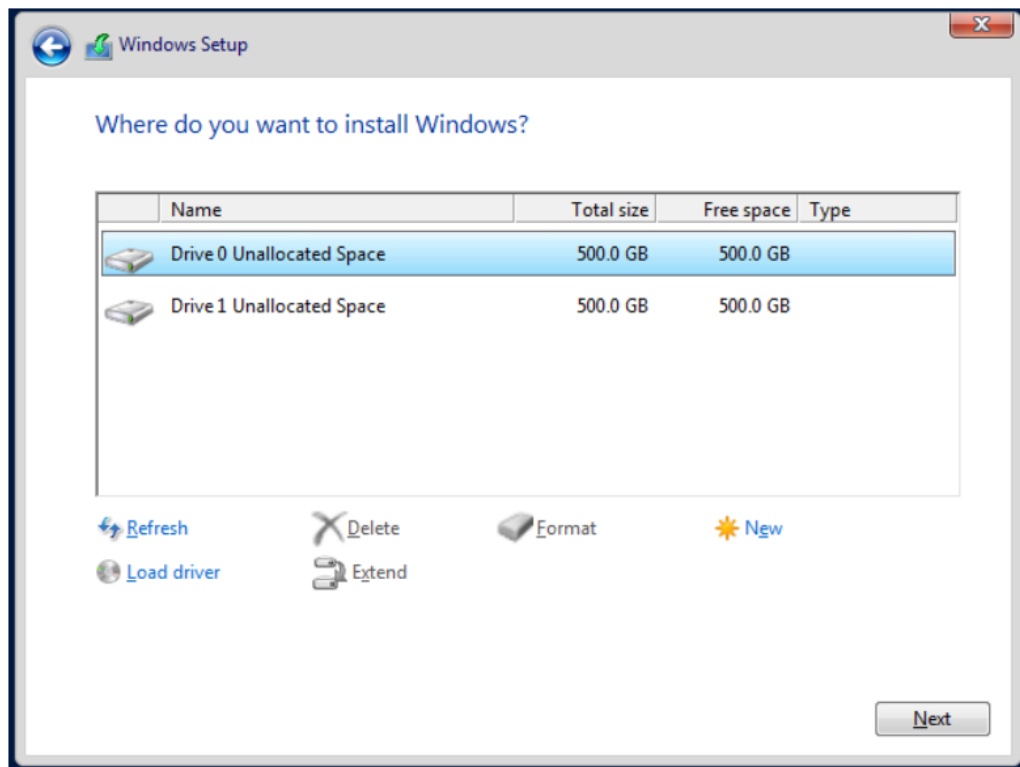 Windows Setup
Where do you want to install Windows?
Name Total size Free space Type
Drive 0 Unallocated Space 500.0 GB 500.0 GB
Drive 1 Unallocated Space 500.0 GB 500.0 GB
Refresh Delete Format New
Load driver Extend
Next